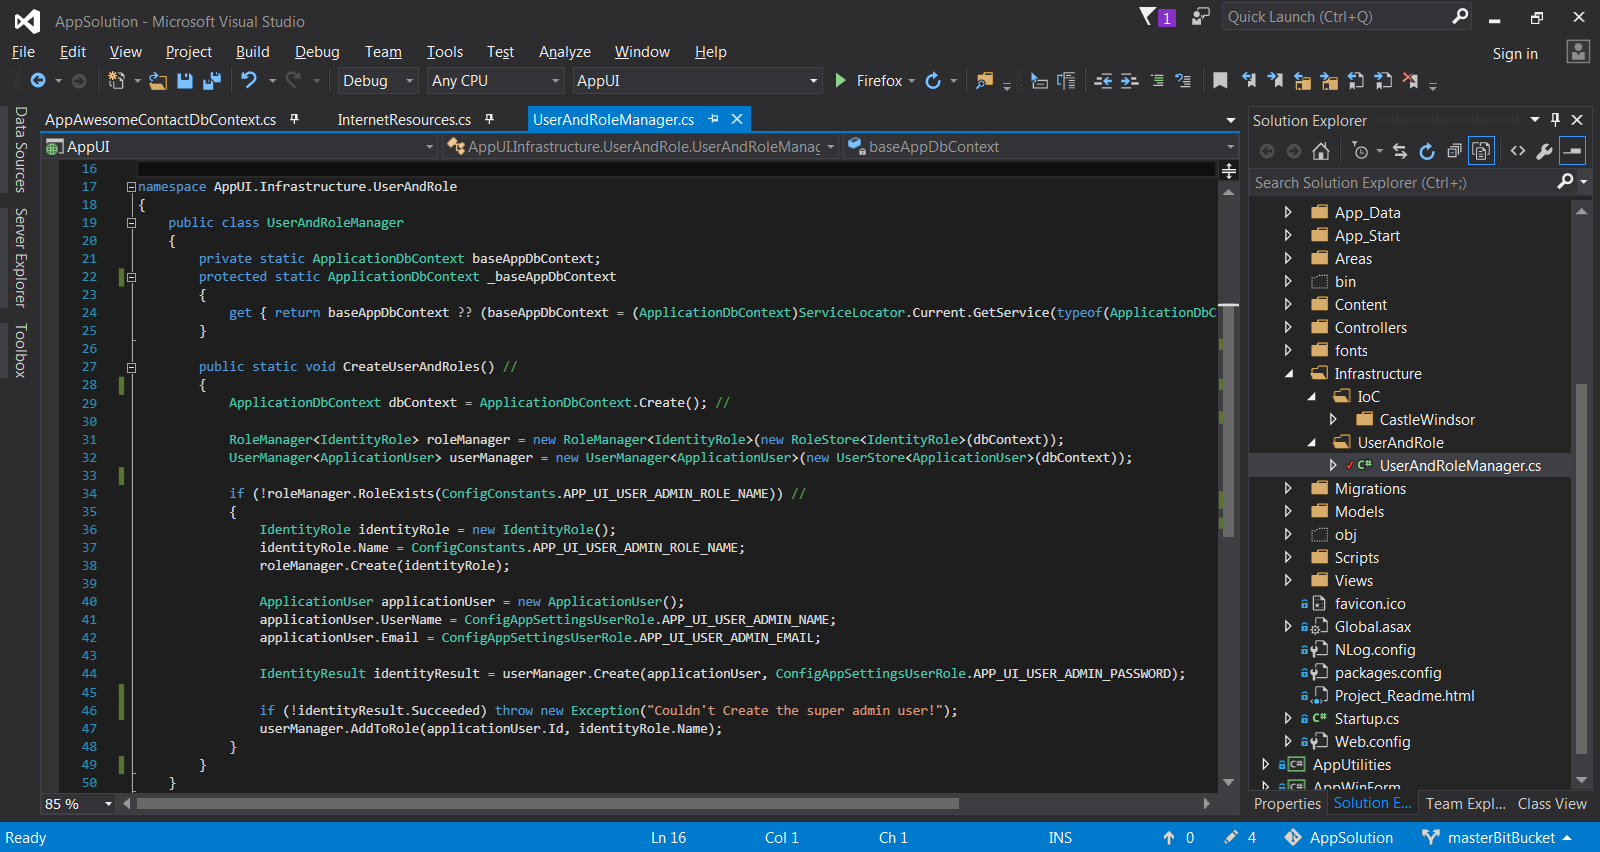 AppSolution - Microsoft Visual Studio
1
Quick Launch (Ctrl+Q)
File Edit View Project Build Debug Team Tools Test Analyze Window Help
Sign in
Debug Any CPU AppUI Firefox
Data Sources
Server Explorer
Toolbox
AppAwesomeContactDbContext.cs InternetResources.cs UserAndRoleManager.cs
AppUI AppUI.Infrastructure.UserAndRole.UserAndRoleManag baseAppDbContext
16
17 namespace AppUI.Infrastructure.UserAndRole
18 {
19 public class UserAndRoleManager
20 {
21 private static ApplicationDbContext baseAppDbContext;
22 protected static ApplicationDbContext _baseAppDbContext
23 {
24 get { return baseAppDbContext ?? (baseAppDbContext = (ApplicationDbContext)ServiceLocator.Current.GetService(typeof(ApplicationDbC
25 }
26
27 public static void CreateUserAndRoles() //
28 {
29 ApplicationDbContext dbContext = ApplicationDbContext.Create(); //
30
31 RoleManager<IdentityRole> roleManager = new RoleManager<IdentityRole>(new RoleStore<IdentityRole>(dbContext));
32 UserManager<ApplicationUser> userManager = new UserManager<ApplicationUser>(new UserStore<ApplicationUser>(dbContext));
33
34 if (!roleManager.RoleExists(ConfigConstants.APP_UI_USER_ADMIN_ROLE_NAME)) //
35 {
36 IdentityRole identityRole = new IdentityRole();
37 identityRole.Name = ConfigConstants.APP_UI_USER_ADMIN_ROLE_NAME;
38 roleManager.Create(identityRole);
39
40 ApplicationUser applicationUser = new ApplicationUser();
41 applicationUser.UserName = ConfigAppSettingsUserRole.APP_UI_USER_ADMIN_NAME;
42 applicationUser.Email = ConfigAppSettingsUserRole.APP_UI_USER_ADMIN_EMAIL;
43
44 IdentityResult identityResult = userManager.Create(applicationUser, ConfigAppSettingsUserRole.APP_UI_USER_ADMIN_PASSWORD);
45
46 if (!identityResult.Succeeded) throw new Exception("Couldn't Create the super admin user!");
47 userManager.AddToRole(applicationUser.Id, identityRole.Name);
48 }
49 }
50 }
85 %
Solution Explorer
Search Solution Explorer (Ctrl+;)
App_Data
App_Start
Areas
bin
Content
Controllers
fonts
Infrastructure
IoC
CastleWindsor
UserAndRole
C# UserAndRoleManager.cs
Migrations
Models
obj
Scripts
Views
favicon.ico
Global.asax
NLog.config
packages.config
Project_Readme.html
C# Startup.cs
Web.config
C# AppUtilities
C# AppWinForm
Properties Solution E... Team Expl... Class View
Ready Ln 16 Col 1 Ch 1 INS 0 4 AppSolution masterBitBucket